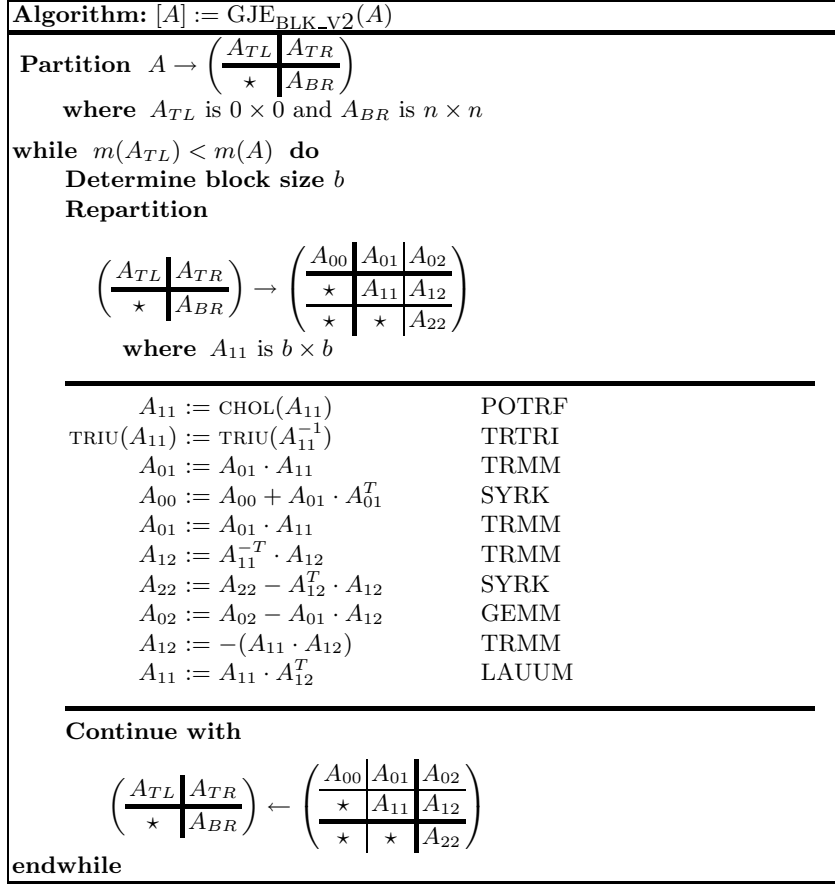 Algorithm: [A] := GJE_BLK_V2(A)
Partition A → ( A_TL A_TR
⋆ A_BR )
where A_TL is 0 × 0 and A_BR is n × n
while m(A_TL) < m(A) do
Determine block size b
Repartition
( A_TL A_TR
⋆ A_BR ) → ( A_00 A_01 A_02
⋆ A_11 A_12
⋆ ⋆ A_22 )
where A_11 is b × b
A_11 := CHOL(A_11) POTRF
TRIU(A_11) := TRIU(A_11^{-1}) TRTRI
A_01 := A_01 · A_11 TRMM
A_00 := A_00 + A_01 · A_01^T SYRK
A_01 := A_01 · A_11 TRMM
A_12 := A_11^{-T} · A_12 TRMM
A_22 := A_22 − A_12^T · A_12 SYRK
A_02 := A_02 − A_01 · A_12 GEMM
A_12 := −(A_11 · A_12) TRMM
A_11 := A_11 · A_12^T LAUUM
Continue with
( A_TL A_TR
⋆ A_BR ) ← ( A_00 A_01 A_02
⋆ A_11 A_12
⋆ ⋆ A_22 )
endwhile